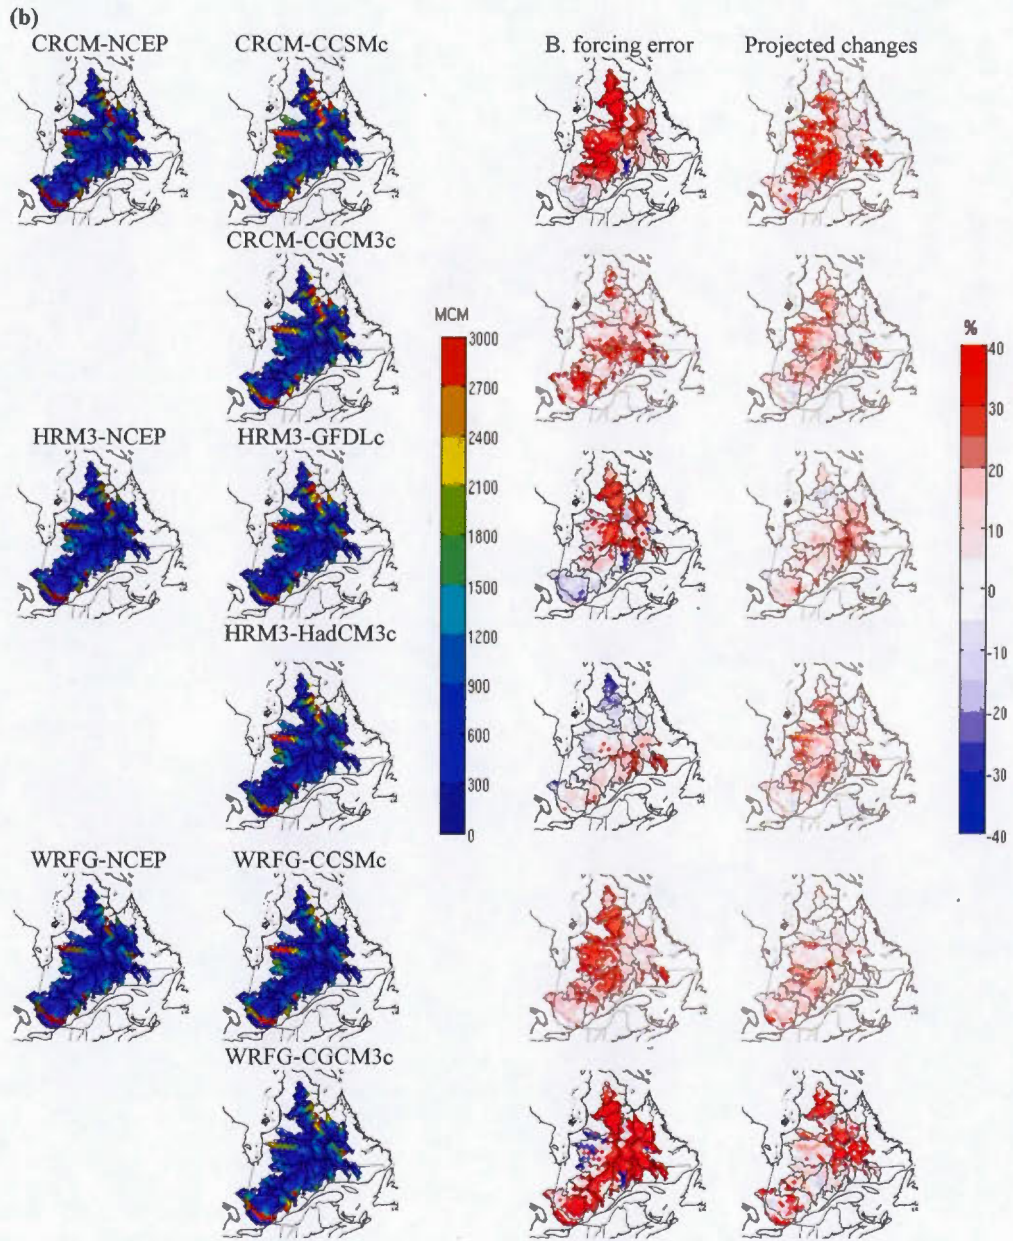 (b)
CRCM-NCEP CRCM-CCSMc B. forcing error Projected changes
CRCM-CGCM3c
MCM
3000
2700
2400
2100
1800
1500
1200
900
600
300
0
%
40
30
20
10
0
-10
-20
-30
-40
HRM3-NCEP HRM3-GFDLc
HRM3-HadCM3c
WRFG-NCEP WRFG-CCSMc
WRFG-CGCM3c